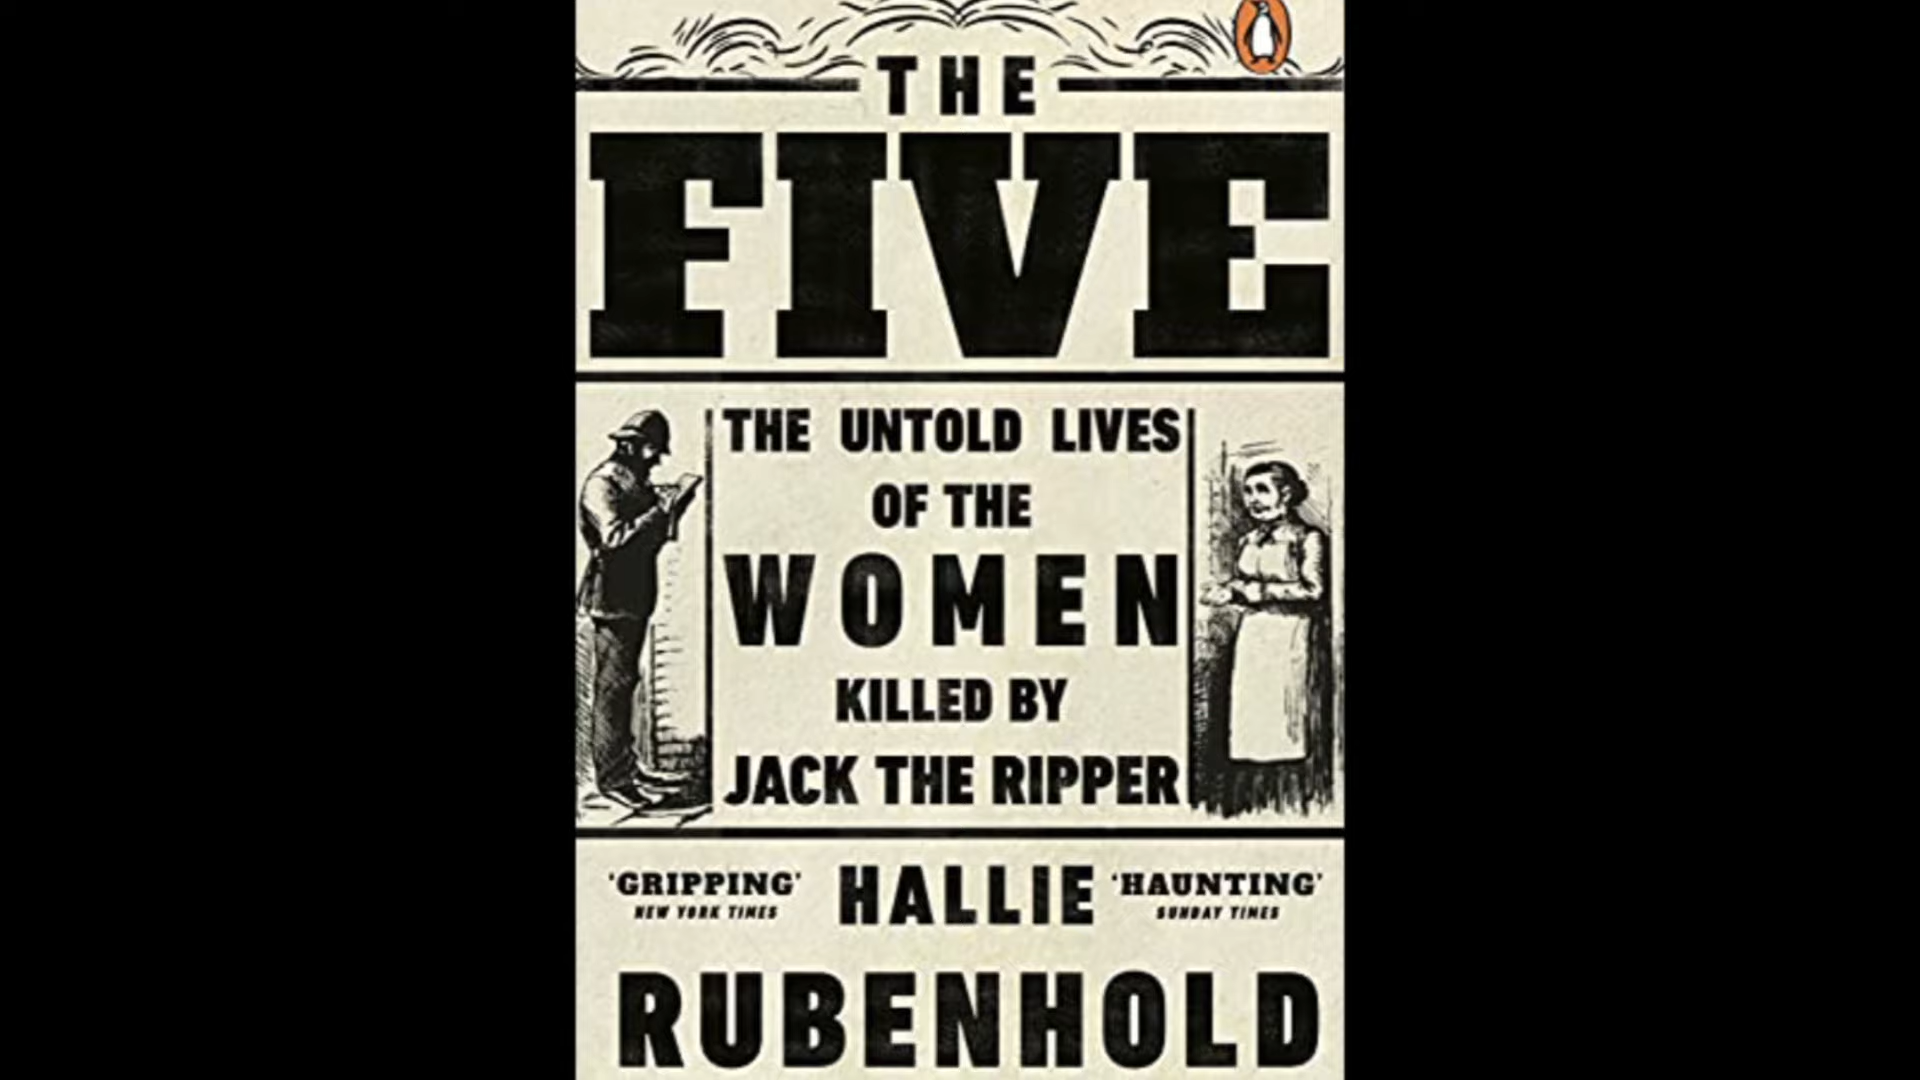 THE
FIVE
THE UNTOLD LIVES
OF THE
WOMEN
KILLED BY
JACK THE RIPPER
'GRIPPING'
NEW YORK TIMES
HALLIE
'HAUNTING'
SUNDAY TIMES
RUBENHOLD